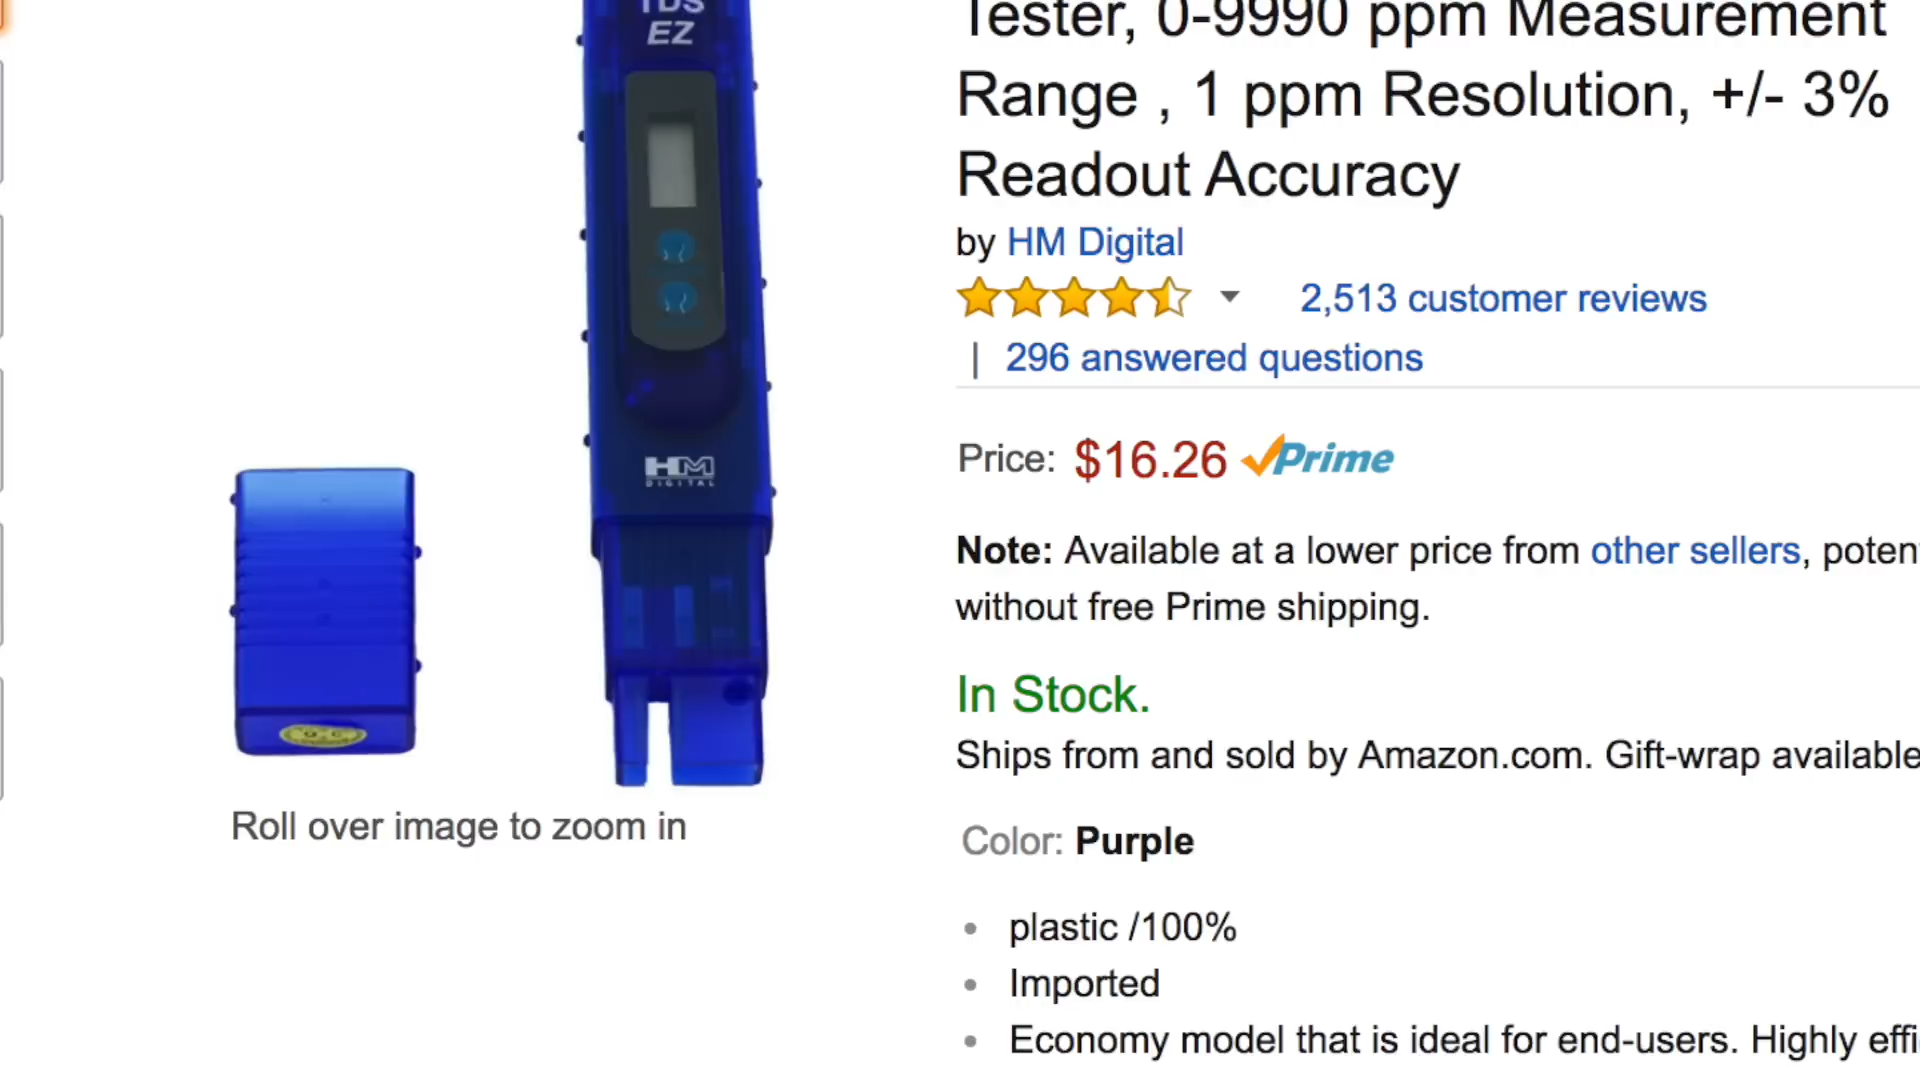 TDS
EZ
HM
DIGITAL
Roll over image to zoom in
Tester, 0-9990 ppm Measurement
Range , 1 ppm Resolution, +/- 3%
Readout Accuracy
by HM Digital
2,513 customer reviews
| 296 answered questions
Price: $16.26 Prime
Note: Available at a lower price from other sellers, poten
without free Prime shipping.
In Stock.
Ships from and sold by Amazon.com. Gift-wrap available
Color: Purple
• plastic /100%
• Imported
• Economy model that is ideal for end-users. Highly effi